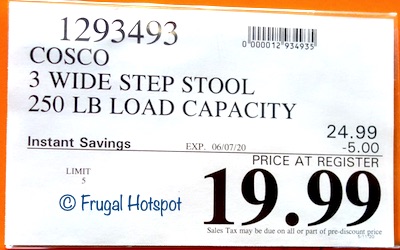 1293493
0"000012"934935"
COSCO
3 WIDE STEP STOOL
250 LB LOAD CAPACITY
24.99
Instant Savings EXP. 06/07/20 -5.00
PRICE AT REGISTER
LIMIT
5
19.99
© Frugal Hotspot
Sales Tax may be due on all or part of pre-discount price